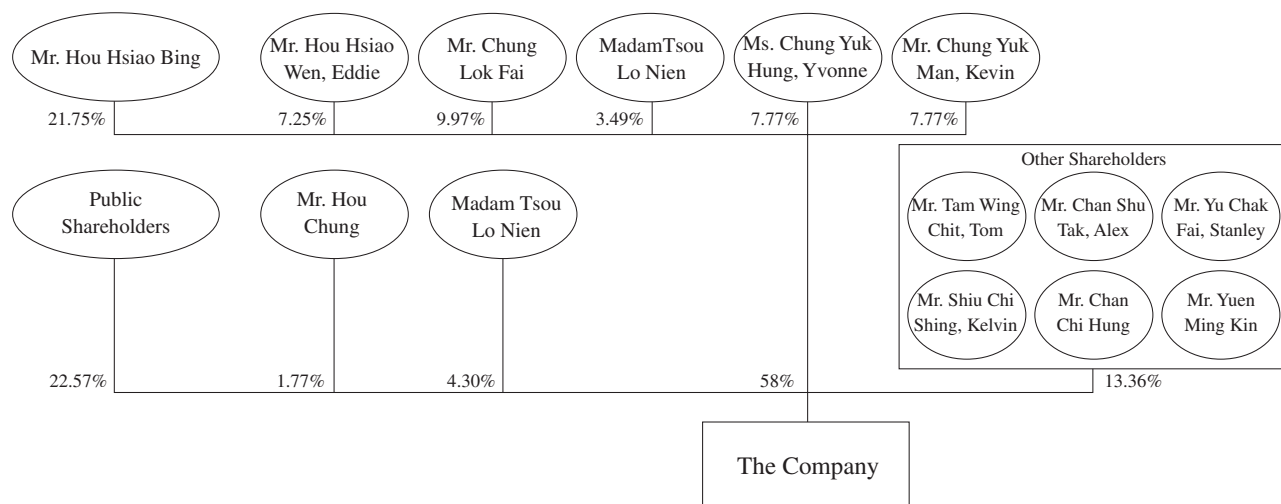 Mr. Hou Hsiao Bing
Mr. Hou Hsiao
Wen, Eddie
Mr. Chung
Lok Fai
MadamTsou
Lo Nien
Ms. Chung Yuk
Hung, Yvonne
Mr. Chung Yuk
Man, Kevin
21.75%
7.25%
9.97%
3.49%
7.77%
7.77%
Public
Shareholders
Mr. Hou
Chung
Madam Tsou
Lo Nien
Other Shareholders
Mr. Tam Wing
Chit, Tom
Mr. Chan Shu
Tak, Alex
Mr. Yu Chak
Fai, Stanley
Mr. Shiu Chi
Shing, Kelvin
Mr. Chan
Chi Hung
Mr. Yuen
Ming Kin
22.57%
1.77%
4.30%
58%
13.36%
The Company